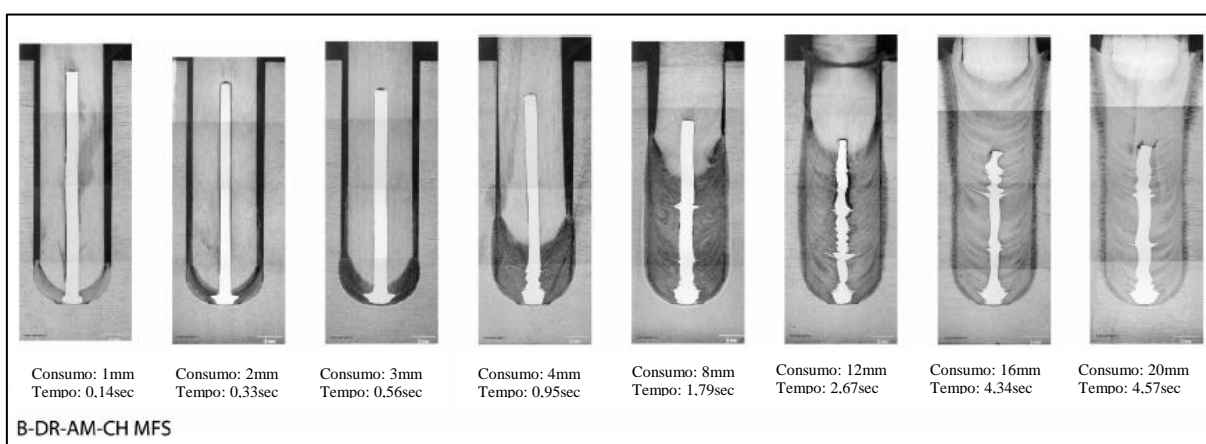 Consumo: 1mm
Tempo: 0,14sec
Consumo: 2mm
Tempo: 0,33sec
Consumo: 3mm
Tempo: 0,56sec
Consumo: 4mm
Tempo: 0,95sec
Consumo: 8mm
Tempo: 1,79sec
Consumo: 12mm
Tempo: 2,67sec
Consumo: 16mm
Tempo: 4,34sec
Consumo: 20mm
Tempo: 4,57sec
B-DR-AM-CH MFS